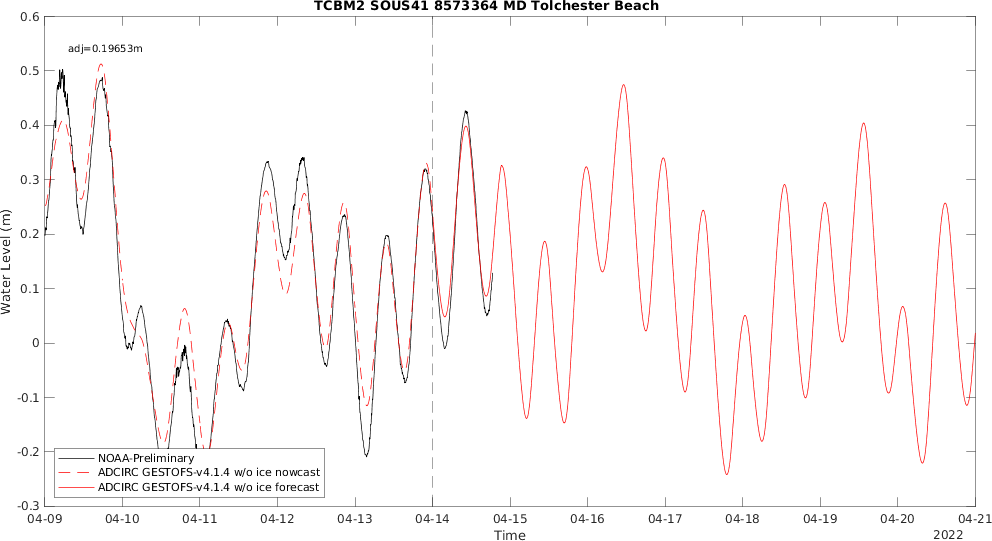 TCBM2 SOUS41 8573364 MD Tolchester Beach
adj=0.19653m
0.6
0.5
0.4
0.3
0.2
0.1
0
-0.1
-0.2
-0.3
Water Level (m)
NOAA-Preliminary
ADCIRC GESTOFS-v4.1.4 w/o ice nowcast
ADCIRC GESTOFS-v4.1.4 w/o ice forecast
04-09 04-10 04-11 04-12 04-13 04-14 04-15 04-16 04-17 04-18 04-19 04-20 04-21
Time
2022